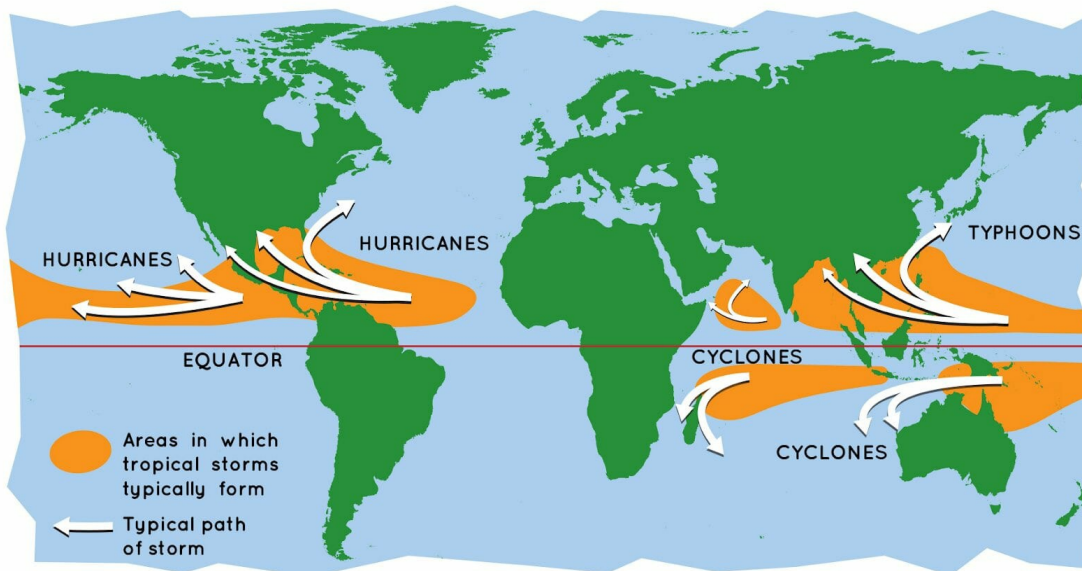 HURRICANES
HURRICANES
TYPHOONS
EQUATOR
CYCLONES
CYCLONES
Areas in which
tropical storms
typically form
Typical path
of storm